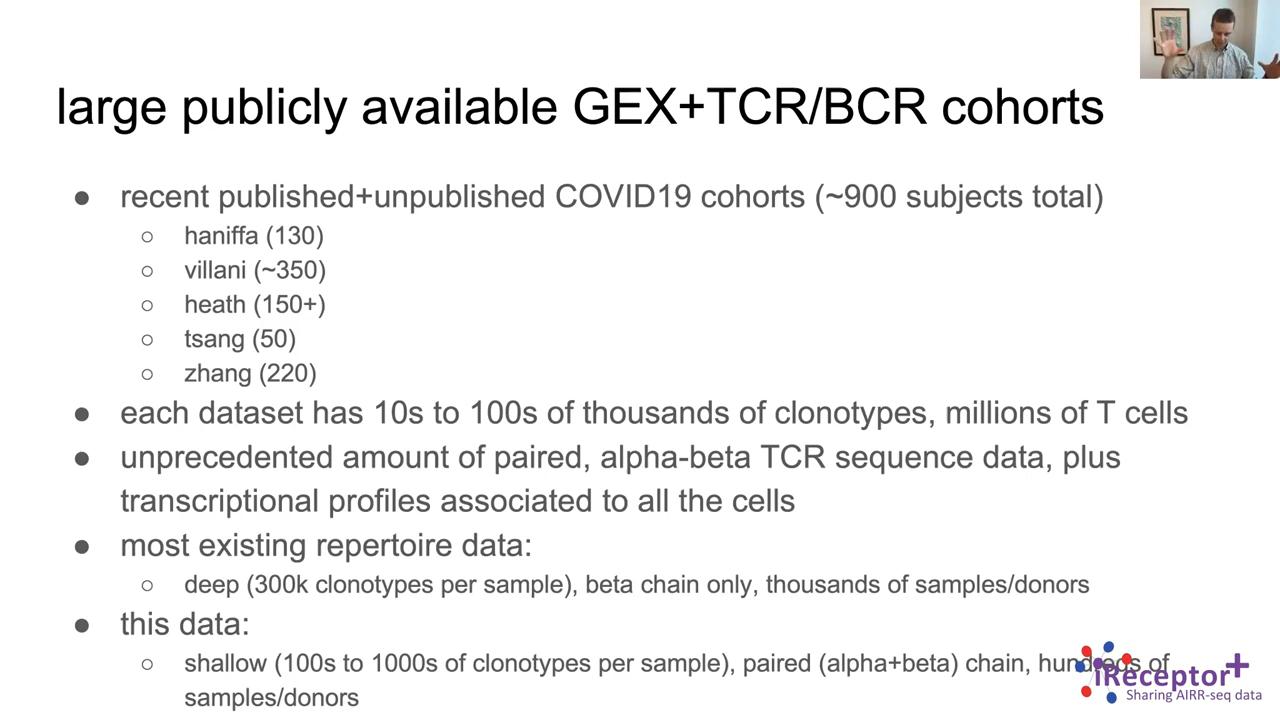 large publicly available GEX+TCR/BCR cohorts
● recent published+unpublished COVID19 cohorts (~900 subjects total)
○ haniffa (130)
○ villani (~350)
○ heath (150+)
○ tsang (50)
○ zhang (220)
● each dataset has 10s to 100s of thousands of clonotypes, millions of T cells
● unprecedented amount of paired, alpha-beta TCR sequence data, plus
transcriptional profiles associated to all the cells
● most existing repertoire data:
○ deep (300k clonotypes per sample), beta chain only, thousands of samples/donors
● this data:
○ shallow (100s to 1000s of clonotypes per sample), paired (alpha+beta) chain, hundreds of
samples/donors
iReceptor+
Sharing AIRR-seq data